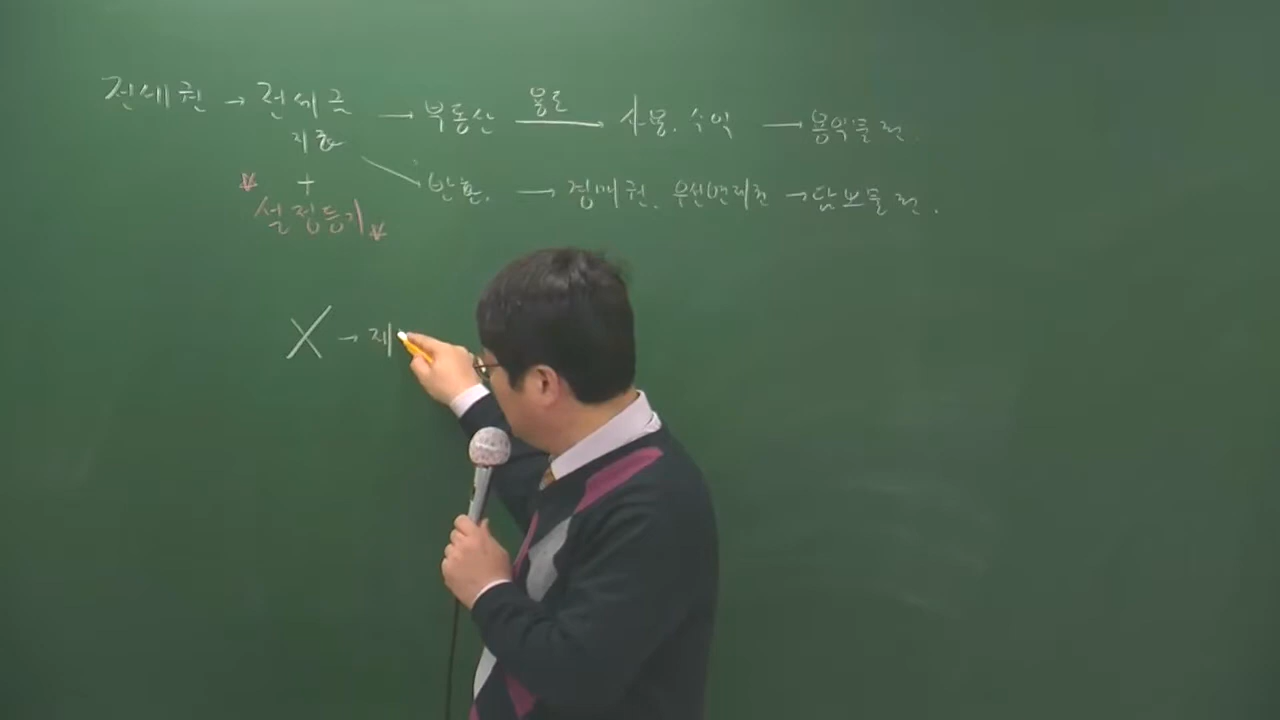 전세권 → 전세금 → 부동산 용도 → 사용.수익 → 용익물권.
지급 → 반환. → 경매권. 우선변제권 → 담보물권.
+
설정등기
X → 제